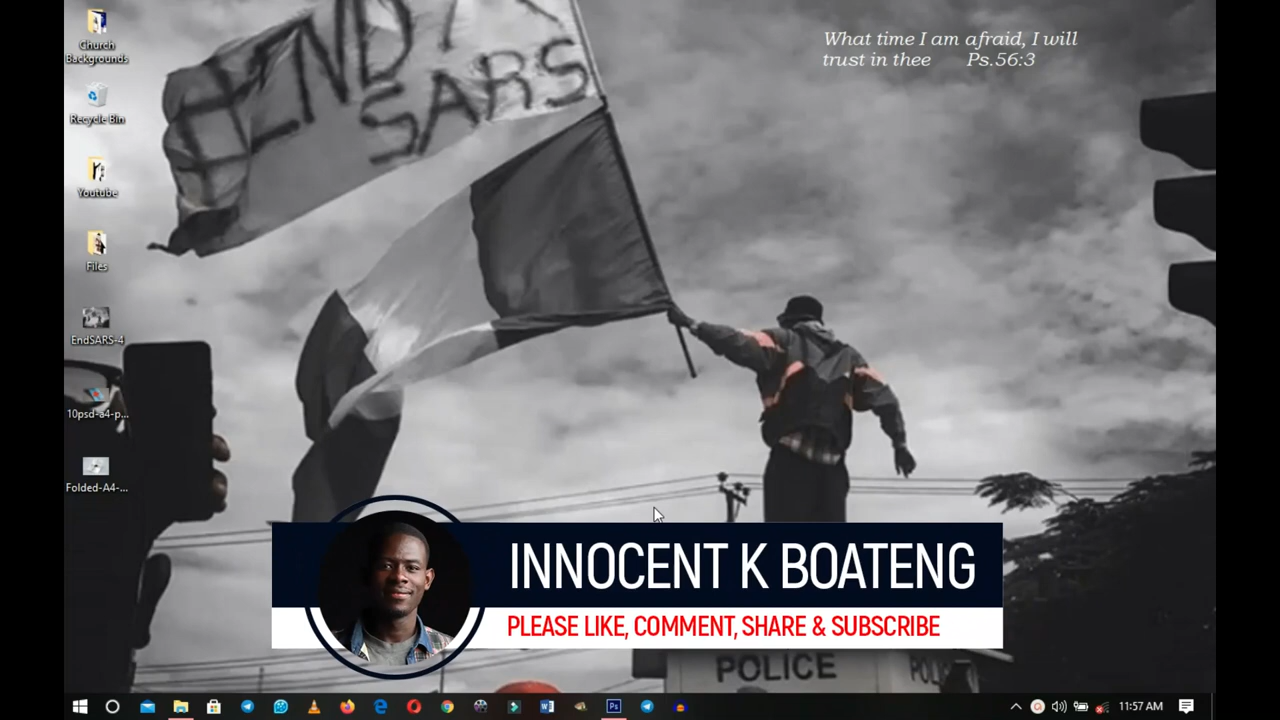 END
SARS
What time I am afraid, I will
trust in thee Ps.56:3
Church
Backgrounds
Recycle Bin
Youtube
Files
EndSARS-4
10psd-a4-p...
Folded-A4-...
INNOCENT K BOATENG
PLEASE LIKE, COMMENT, SHARE & SUBSCRIBE
POLICE
POLI
11:57 AM